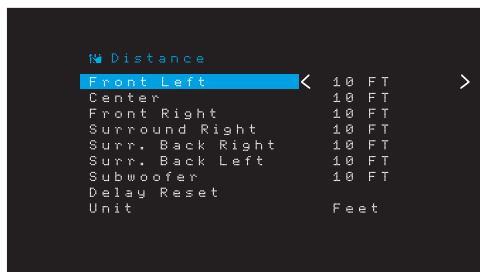 Distance
Front Left < 10 FT >
Center 10 FT
Front Right 10 FT
Surround Right 10 FT
Surr. Back Right 10 FT
Surr. Back Left 10 FT
Subwoofer 10 FT
Delay Reset
Unit Feet